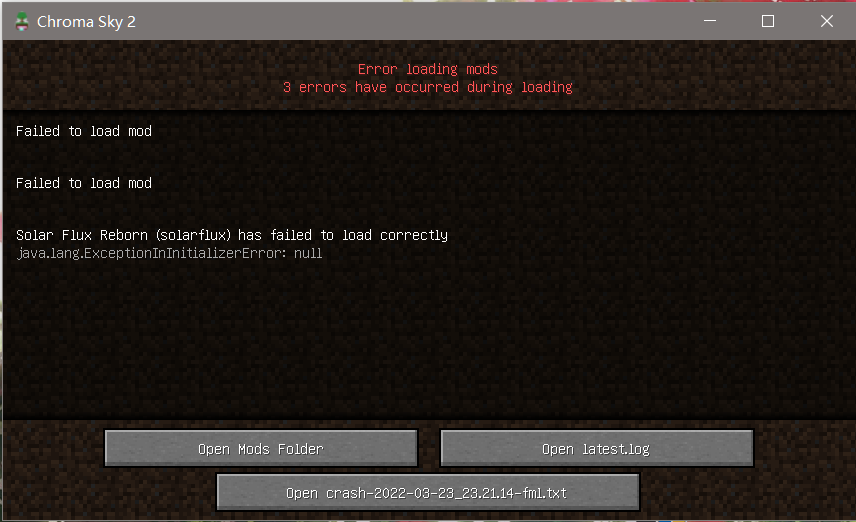 Chroma Sky 2
Error loading mods
3 errors have occurred during loading
Failed to load mod
Failed to load mod
Solar Flux Reborn (solarflux) has failed to load correctly
java.lang.ExceptionInInitializerError: null
Open Mods Folder
Open latest.log
Open crash-2022-03-23_23.21.14-fml.txt